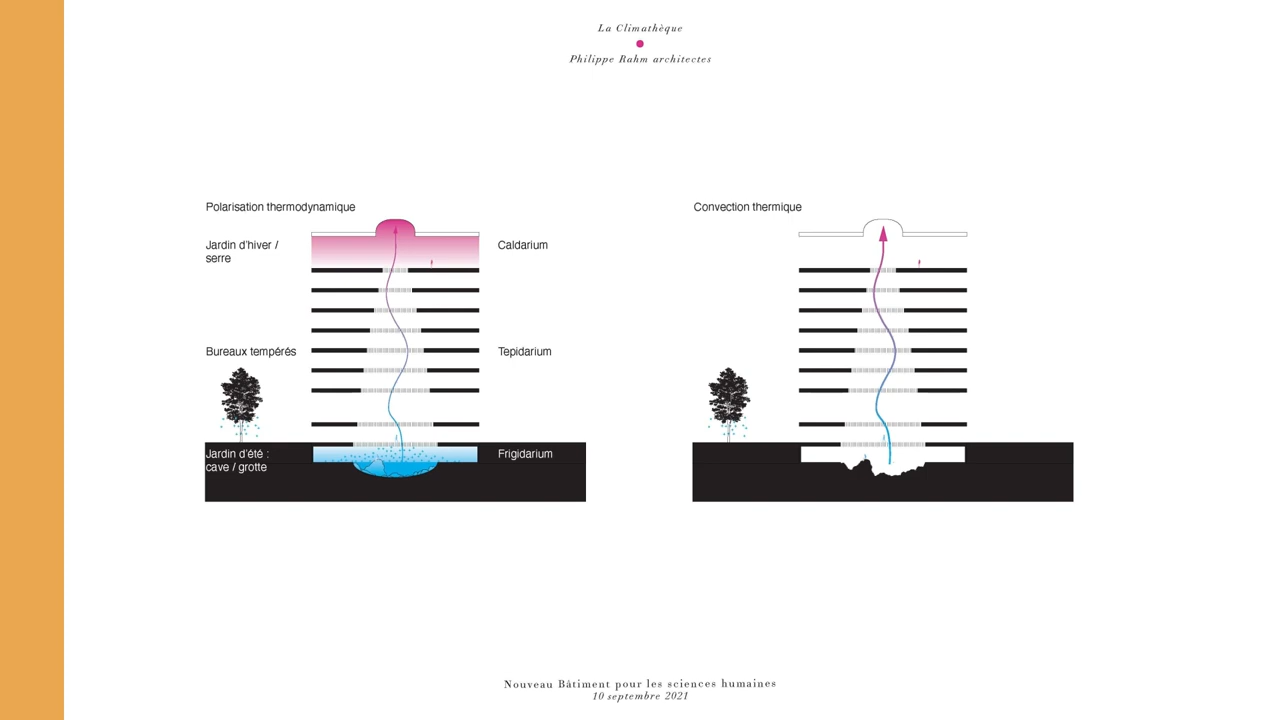 La Climathèque
Philippe Rahm architectes
Polarisation thermodynamique
Jardin d'hiver /
serre
Caldarium
Bureaux tempérés
Tepidarium
Jardin d'été :
cave / grotte
Frigidarium
Convection thermique
Nouveau Bâtiment pour les sciences humaines
10 septembre 2021